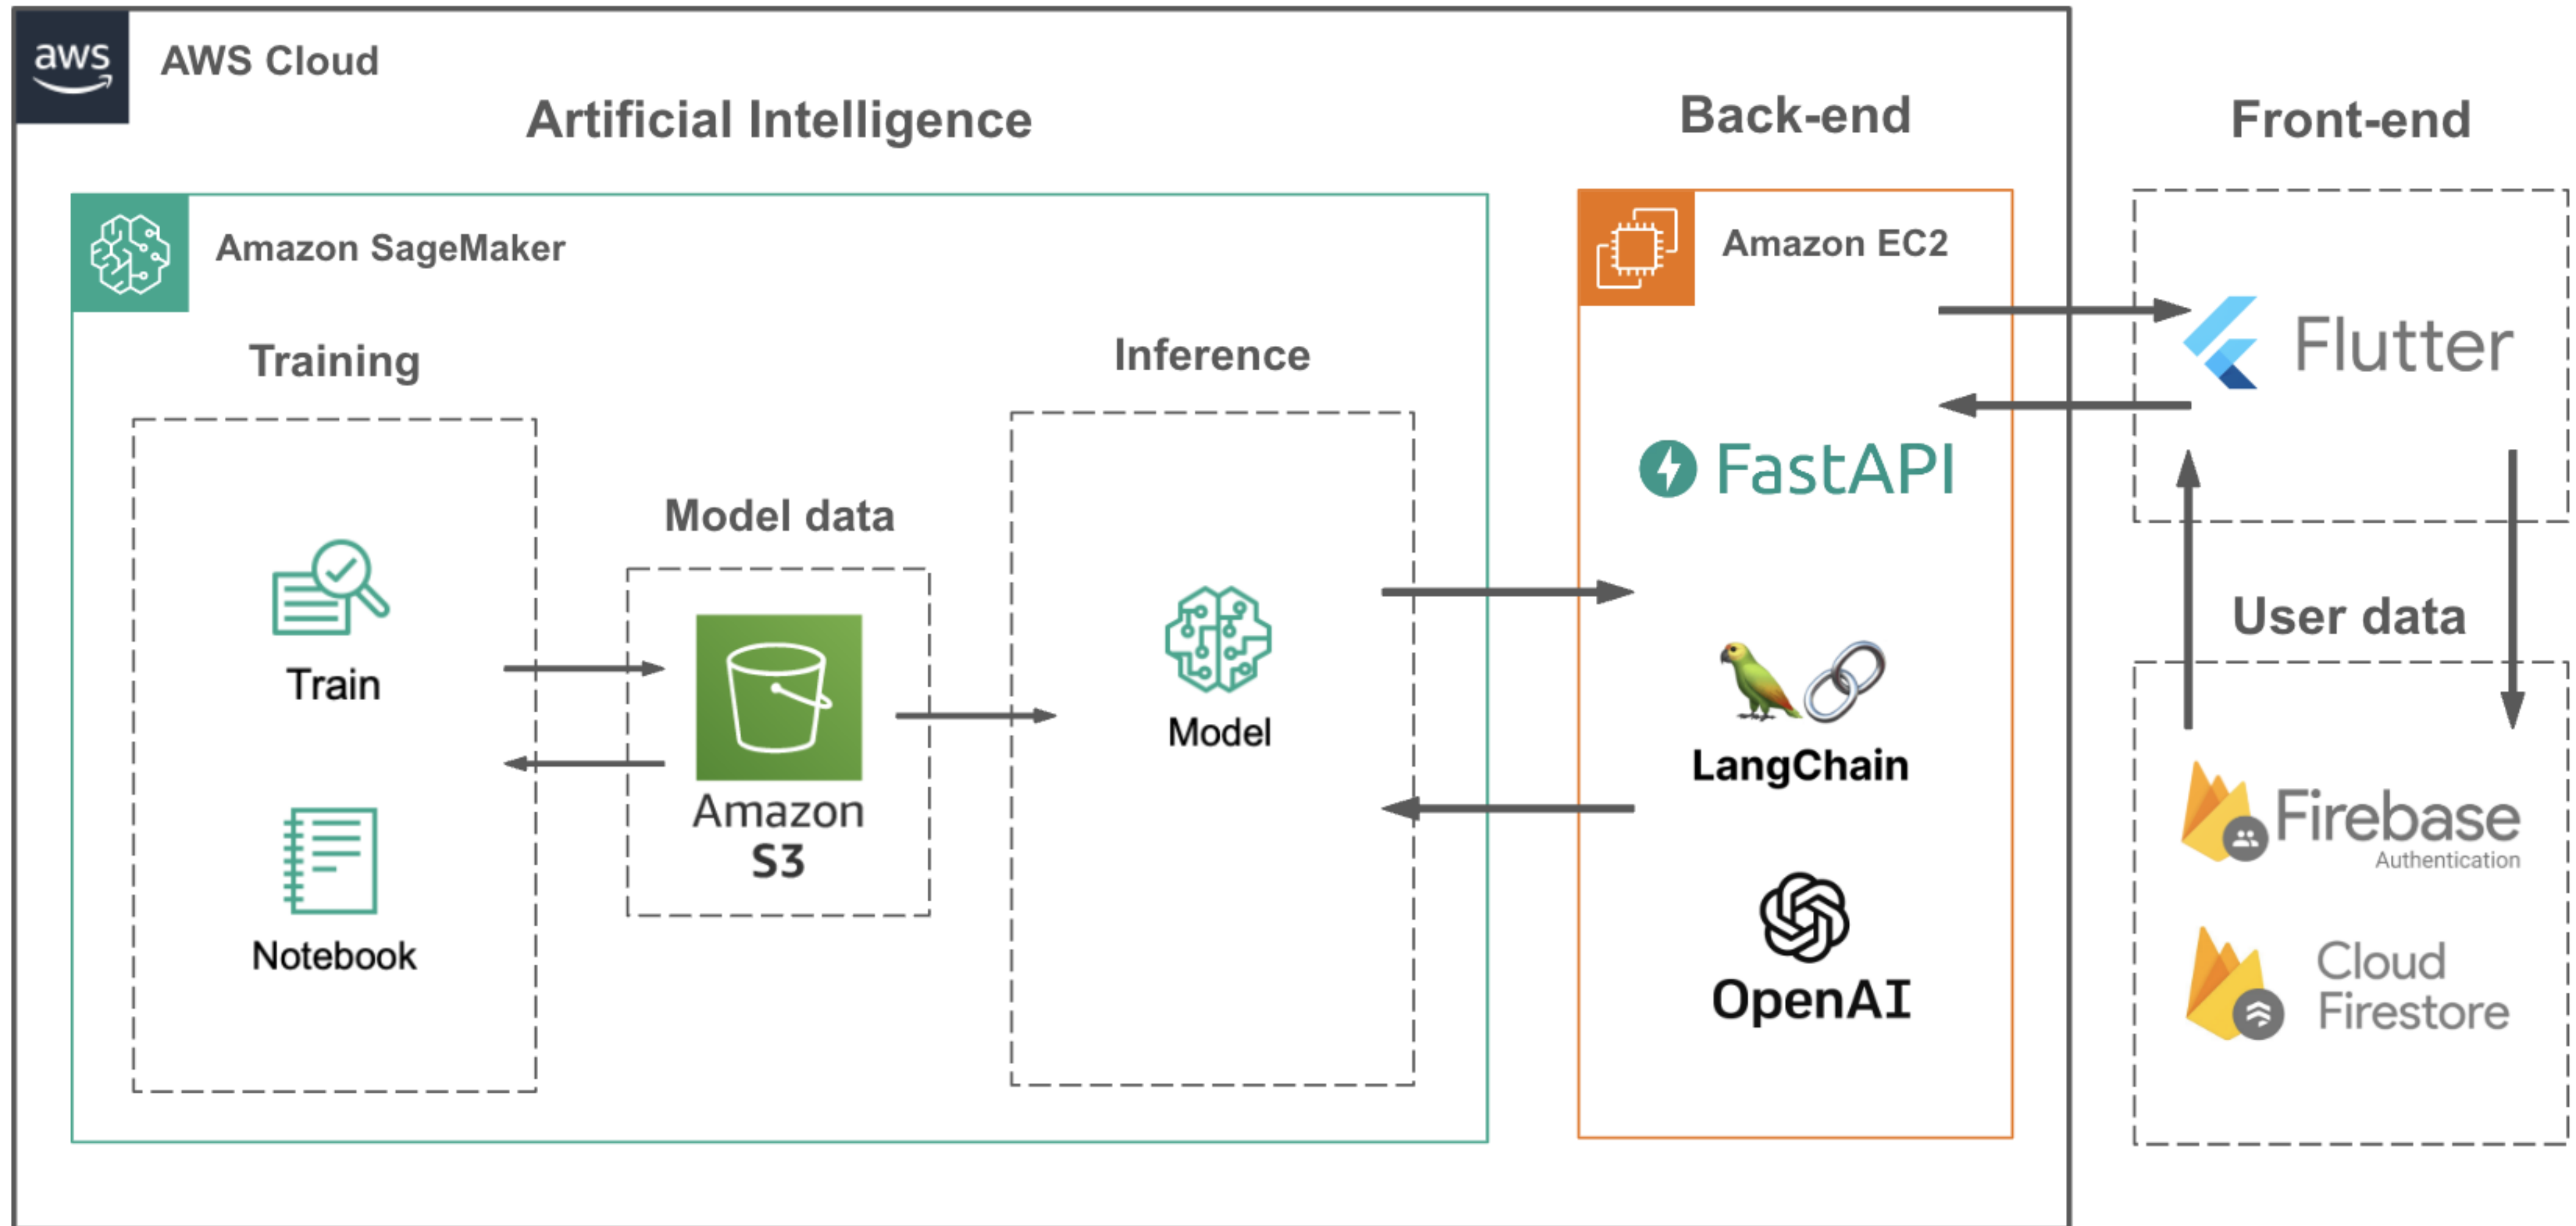 aws
AWS Cloud
Artificial Intelligence
Back-end
Front-end
Amazon SageMaker
Amazon EC2
Training
Inference
Flutter
FastAPI
Model data
Train
Model
User data
Amazon
S3
LangChain
Firebase
Authentication
Notebook
OpenAI
Cloud
Firestore